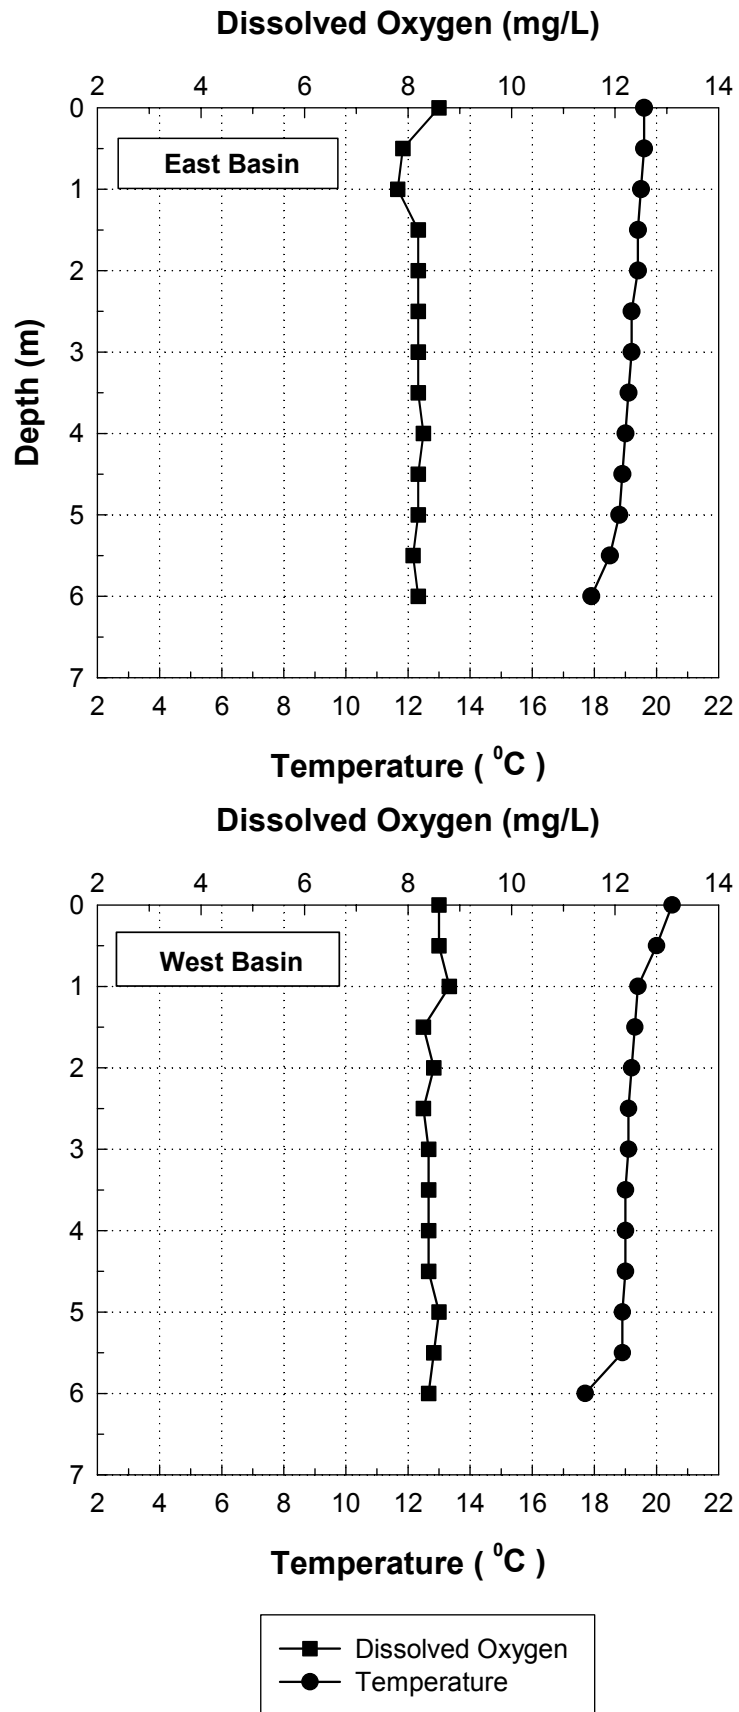 Dissolved Oxygen (mg/L)
2 4 6 8 10 12 14
0
East Basin
1
2
Depth (m)
3
4
5
6
7
2 4 6 8 10 12 14 16 18 20 22
Temperature ( ⁰C )
Dissolved Oxygen (mg/L)
2 4 6 8 10 12 14
0
West Basin
1
2
3
4
5
6
7
2 4 6 8 10 12 14 16 18 20 22
Temperature ( ⁰C )
Dissolved Oxygen
Temperature